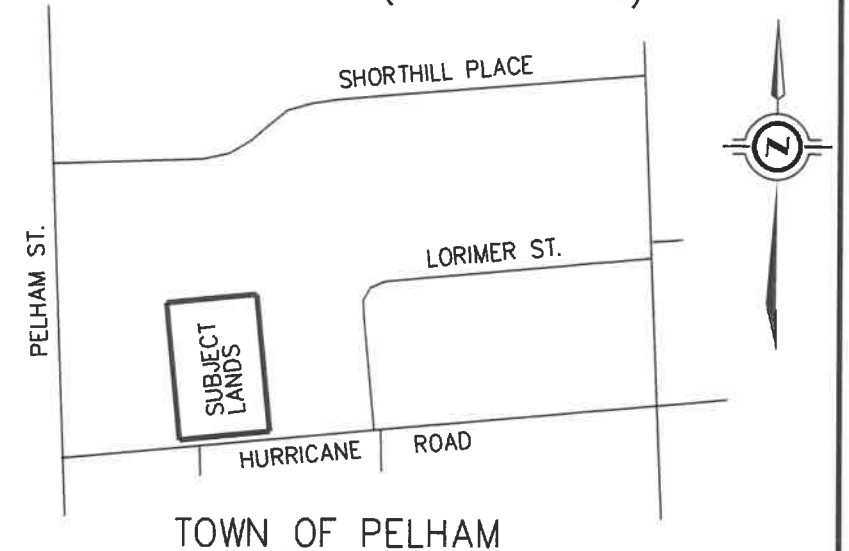 SHORTHILL PLACE
PELHAM ST.
LORIMER ST.
SUBJECT
LANDS
HURRICANE ROAD
TOWN OF PELHAM
N